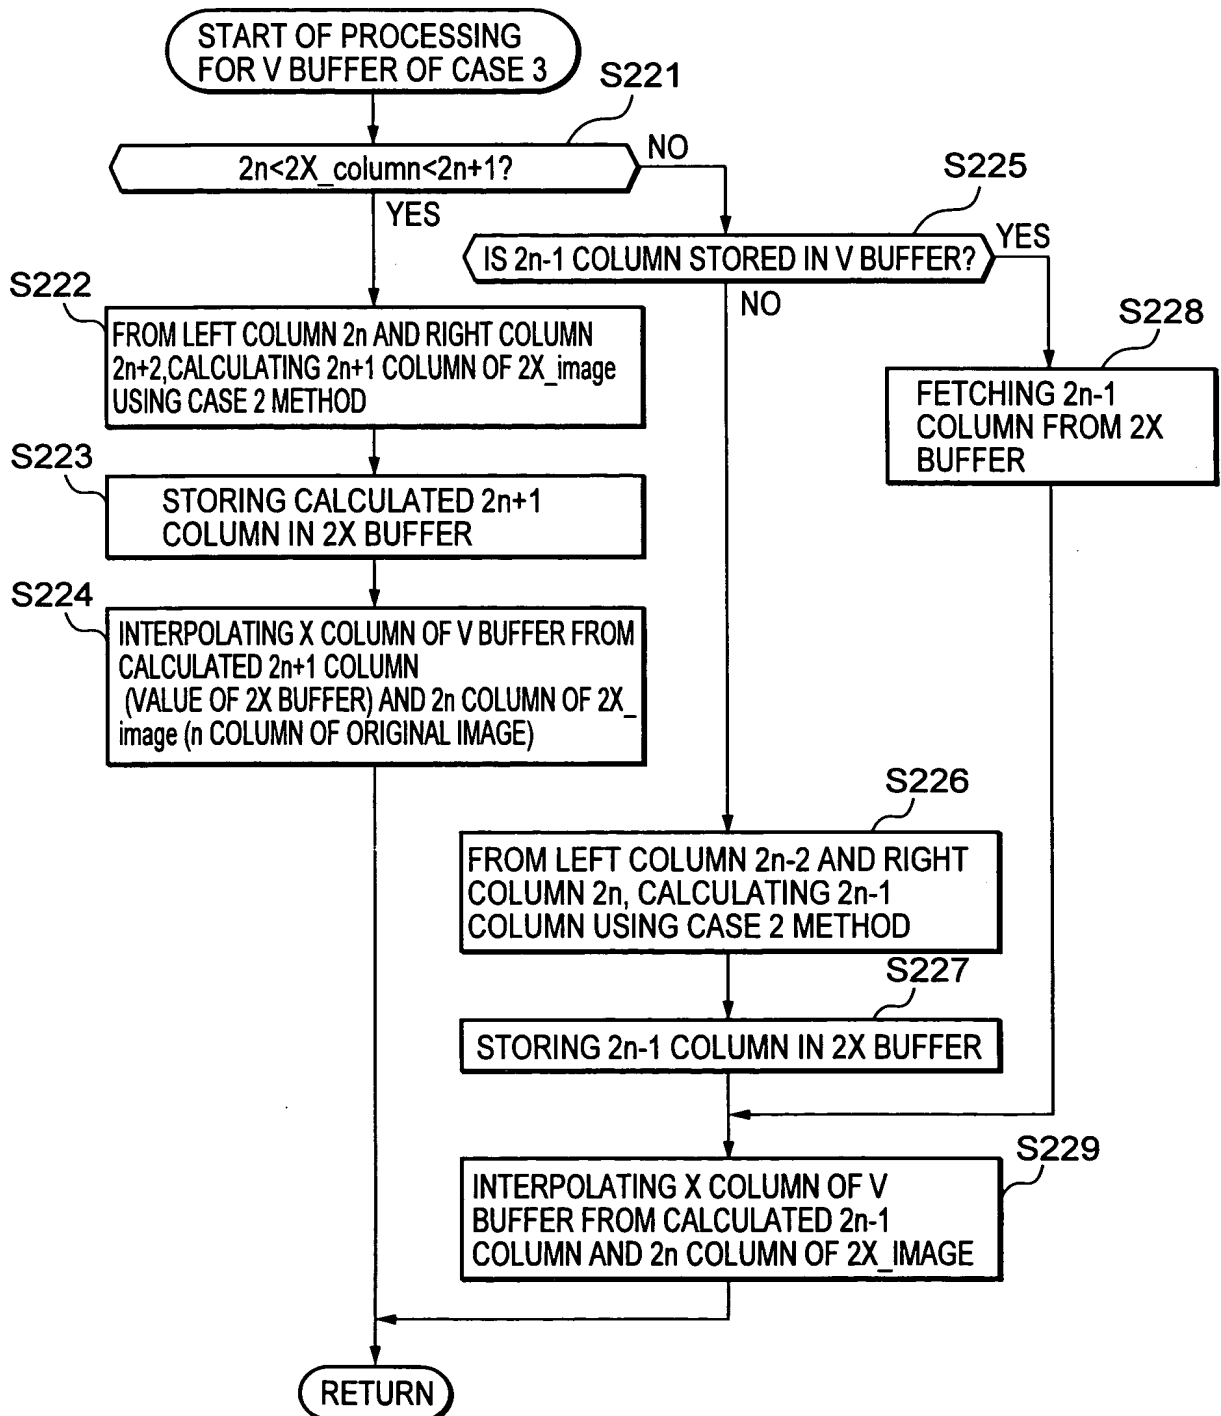 START OF PROCESSING
FOR V BUFFER OF CASE 3
S221
2n<2X_column<2n+1?
NO
YES
S225
IS 2n-1 COLUMN STORED IN V BUFFER?
YES
NO
S222
FROM LEFT COLUMN 2n AND RIGHT COLUMN
2n+2,CALCULATING 2n+1 COLUMN OF 2X_image
USING CASE 2 METHOD
S228
FETCHING 2n-1
COLUMN FROM 2X
BUFFER
S223
STORING CALCULATED 2n+1
COLUMN IN 2X BUFFER
S224
INTERPOLATING X COLUMN OF V BUFFER FROM
CALCULATED 2n+1 COLUMN
(VALUE OF 2X BUFFER) AND 2n COLUMN OF 2X_
image (n COLUMN OF ORIGINAL IMAGE)
S226
FROM LEFT COLUMN 2n-2 AND RIGHT
COLUMN 2n, CALCULATING 2n-1
COLUMN USING CASE 2 METHOD
S227
STORING 2n-1 COLUMN IN 2X BUFFER
S229
INTERPOLATING X COLUMN OF V
BUFFER FROM CALCULATED 2n-1
COLUMN AND 2n COLUMN OF 2X_IMAGE
RETURN